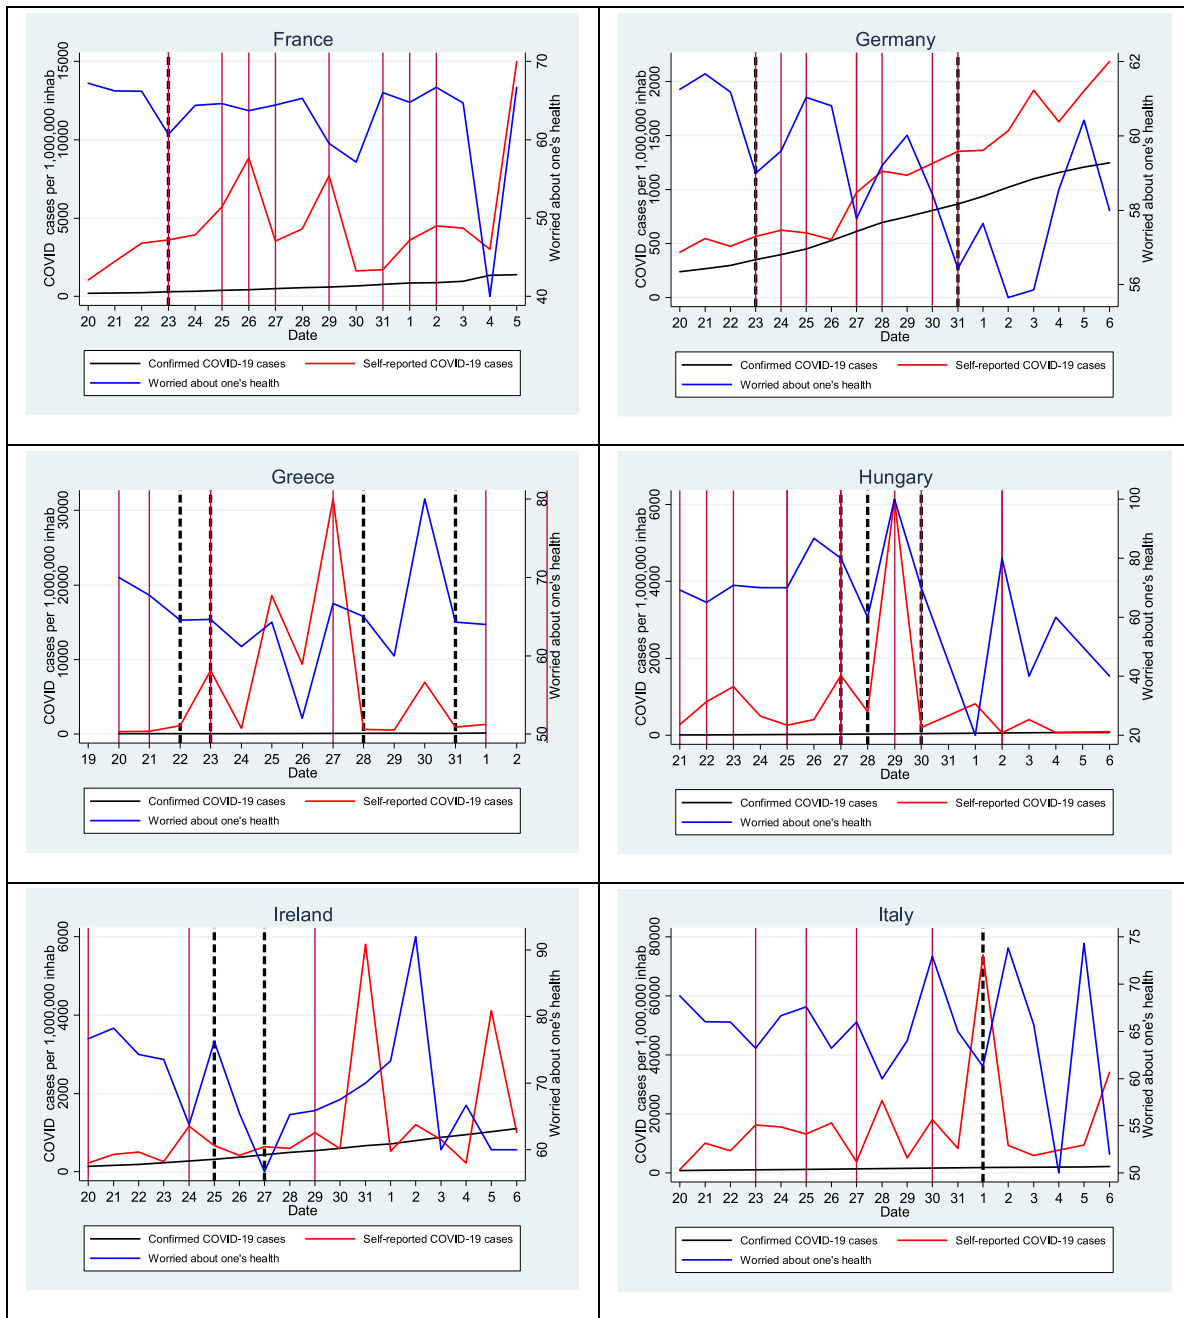 France
COVID cases per 1,000,000 inhab
0 5000 10000 15000
40 50 60 70
Worried about one's health
20 21 22 23 24 25 26 27 28 29 30 31 1 2 3 4 5
Date
Confirmed COVID-19 cases Self-reported COVID-19 cases
Worried about one's health
Germany
COVID cases per 1,000,000 inhab
0 500 1000 1500 2000
56 58 60 62
Worried about one's health
20 21 22 23 24 25 26 27 28 29 30 31 1 2 3 4 5 6
Date
Confirmed COVID-19 cases Self-reported COVID-19 cases
Worried about one's health
Greece
COVID cases per 1,000,000 inhab
0 10000 20000 30000
50 60 70 80
Worried about one's health
19 20 21 22 23 24 25 26 27 28 29 30 31 1 2
Date
Confirmed COVID-19 cases Self-reported COVID-19 cases
Worried about one's health
Hungary
COVID cases per 1,000,000 inhab
0 2000 4000 6000
20 40 60 80 100
Worried about one's health
21 22 23 24 25 26 27 28 29 30 31 1 2 3 4 5 6
Date
Confirmed COVID-19 cases Self-reported COVID-19 cases
Worried about one's health
Ireland
COVID cases per 1,000,000 inhab
0 2000 4000 6000
60 70 80 90
Worried about one's health
20 21 22 23 24 25 26 27 28 29 30 31 1 2 3 4 5 6
Date
Confirmed COVID-19 cases Self-reported COVID-19 cases
Worried about one's health
Italy
COVID cases per 1,000,000 inhab
0 20000 40000 60000 80000
50 55 60 65 70 75
Worried about one's health
20 21 22 23 24 25 26 27 28 29 30 31 1 2 3 4 5 6
Date
Confirmed COVID-19 cases Self-reported COVID-19 cases
Worried about one's health